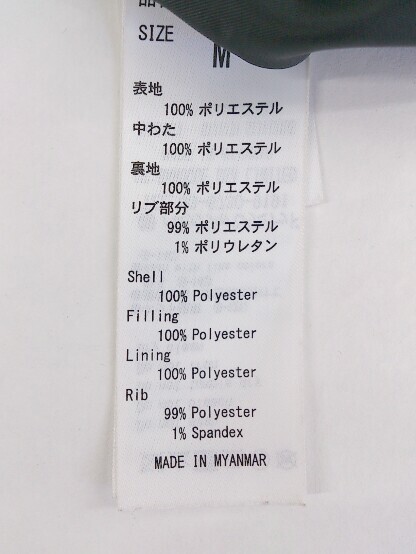 SIZE
M
表地
100% ポリエステル
中わた
100% ポリエステル
裏地
100% ポリエステル
リブ部分
99% ポリエステル
1% ポリウレタン
Shell
100% Polyester
Filling
100% Polyester
Lining
100% Polyester
Rib
99% Polyester
1% Spandex
MADE IN MYANMAR